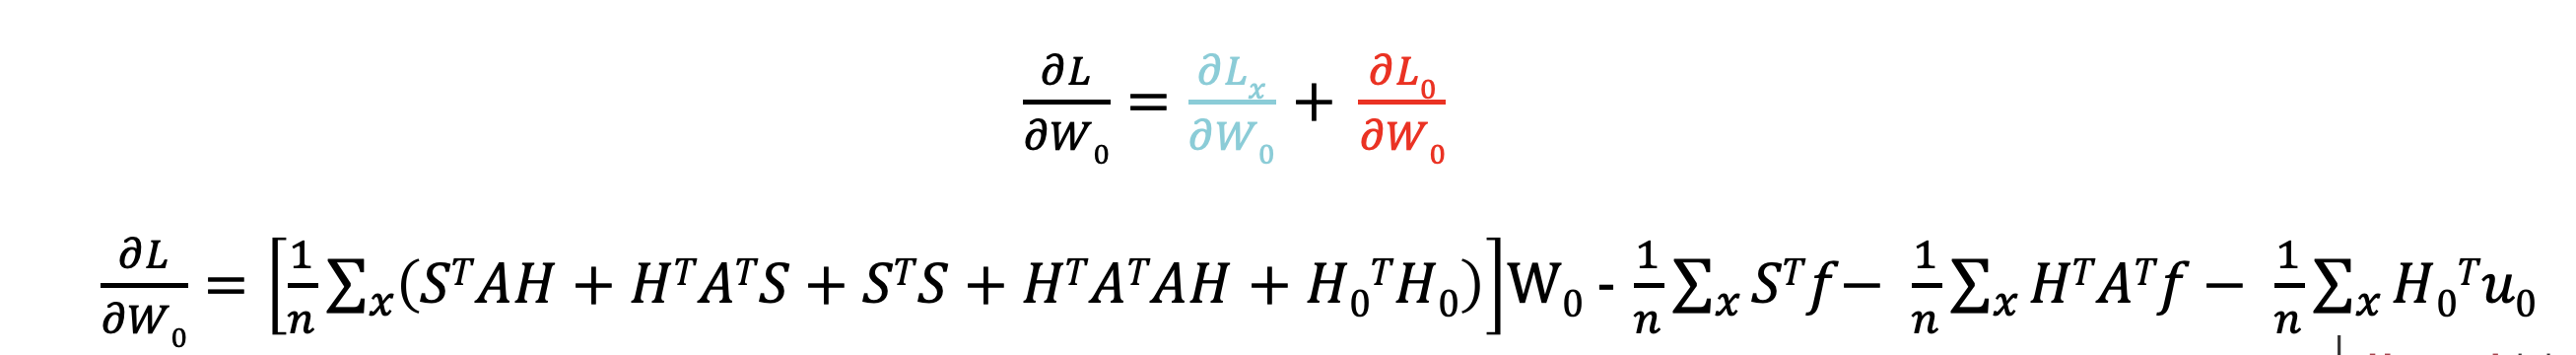 ∂L/∂W₀ = ∂Lₓ/∂W₀ + ∂L₀/∂W₀
∂L/∂W₀ = [1/n ∑ₓ(SᵀAH + HᵀAᵀS + SᵀS + HᵀAᵀAH + H₀ᵀH₀)]W₀ - 1/n ∑ₓ Sᵀf − 1/n ∑ₓ HᵀAᵀf − 1/n ∑ₓ H₀ᵀu₀